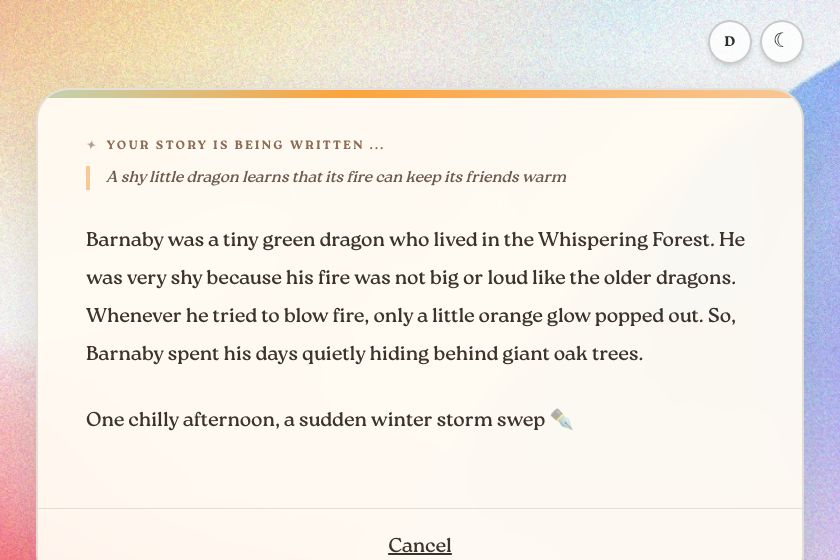 D
YOUR STORY IS BEING WRITTEN ...
A shy little dragon learns that its fire can keep its friends warm
Barnaby was a tiny green dragon who lived in the Whispering Forest. He
was very shy because his fire was not big or loud like the older dragons.
Whenever he tried to blow fire, only a little orange glow popped out. So,
Barnaby spent his days quietly hiding behind giant oak trees.
One chilly afternoon, a sudden winter storm swep
Cancel